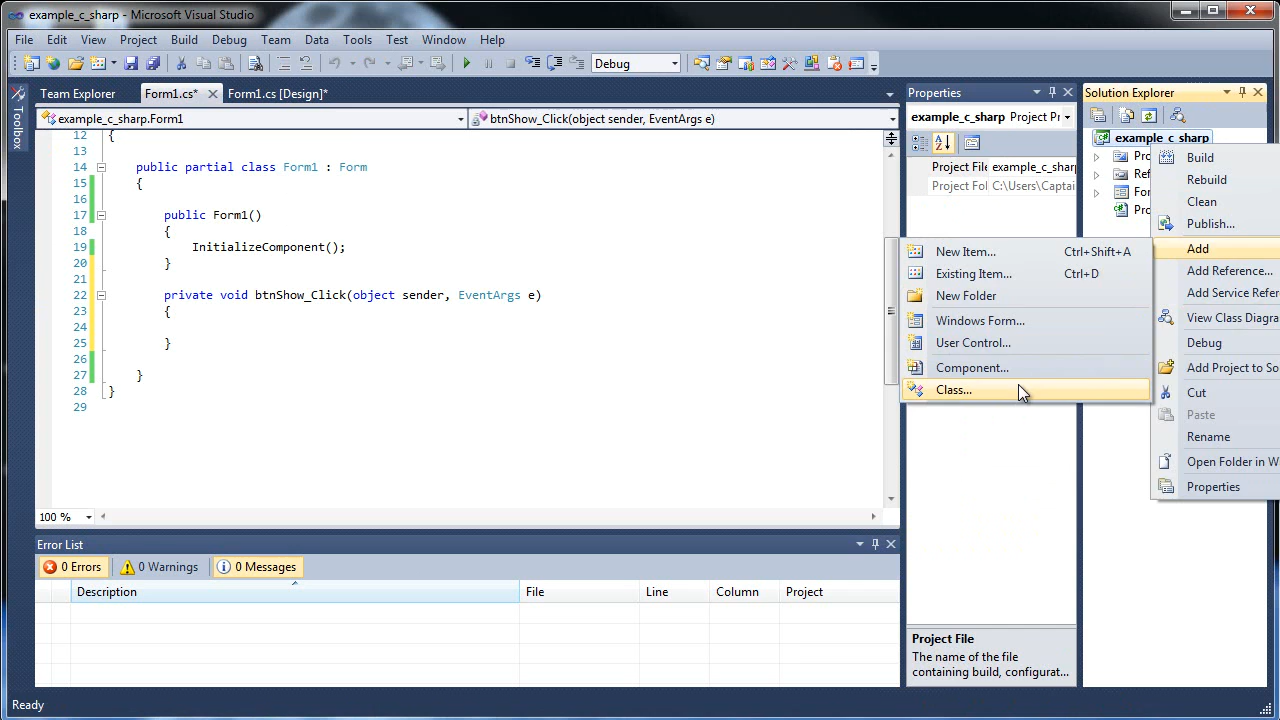 example_c_sharp - Microsoft Visual Studio
File Edit View Project Build Debug Team Data Tools Test Window Help
Debug
Toolbox
Team Explorer Form1.cs* Form1.cs [Design]*
example_c_sharp.Form1 btnShow_Click(object sender, EventArgs e)
12 {
13
14 public partial class Form1 : Form
15 {
16
17 public Form1()
18 {
19 InitializeComponent();
20 }
21
22 private void btnShow_Click(object sender, EventArgs e)
23 {
24
25 }
26
27 }
28 }
29
100 %
Error List
0 Errors 0 Warnings 0 Messages
Description File Line Column Project
Properties
example_c_sharp Project Pr
Project File example_c_sharp
Project Fol C:\Users\Captai
Project File
The name of the file
containing build, configurat...
Solution Explorer
example_c_sharp
Pro
Ref
For
Pro
Build
Rebuild
Clean
Publish...
Add
Add Reference...
Add Service Refer
View Class Diagra
Debug
Add Project to So
Cut
Paste
Rename
Open Folder in W
Properties
New Item... Ctrl+Shift+A
Existing Item... Ctrl+D
New Folder
Windows Form...
User Control...
Component...
Class...
Ready